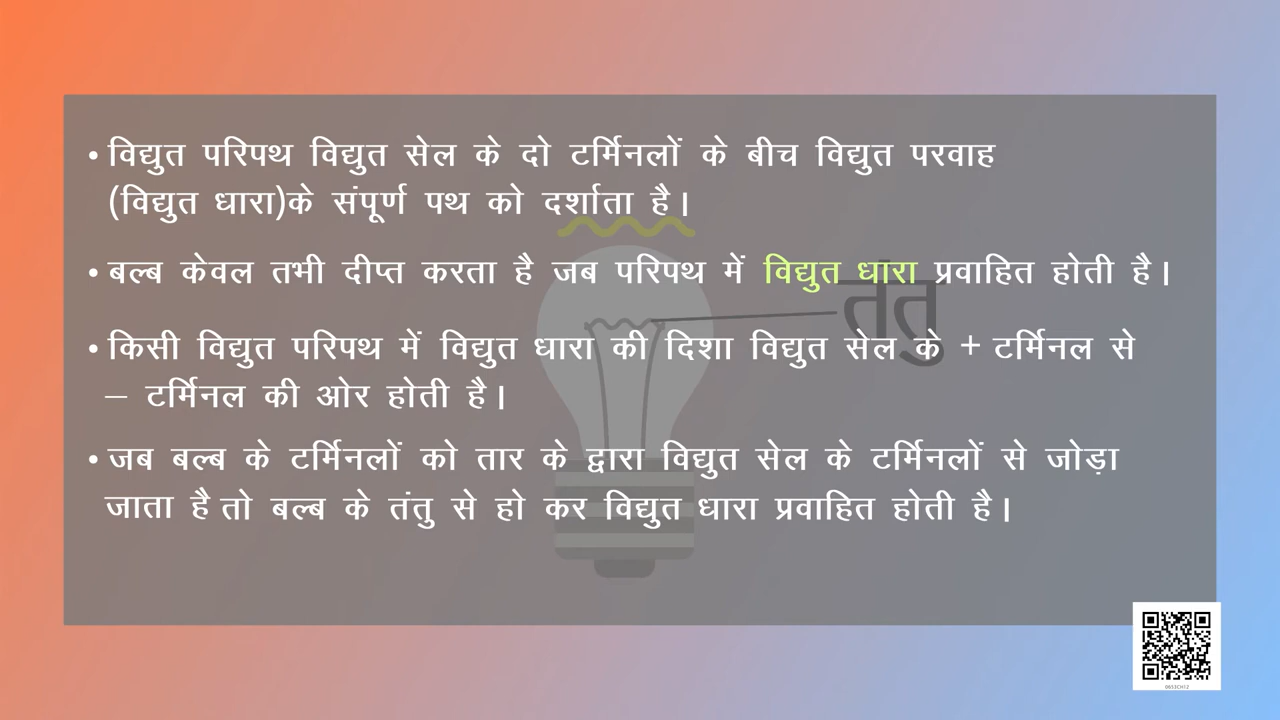 • विद्युत परिपथ विद्युत सेल के दो टर्मिनलों के बीच विद्युत परवाह
(विद्युत धारा)के संपूर्ण पथ को दर्शाता है।
• बल्ब केवल तभी दीप्त करता है जब परिपथ में विद्युत धारा प्रवाहित होती है।
तंतु
• किसी विद्युत परिपथ में विद्युत धारा की दिशा विद्युत सेल के + टर्मिनल से
– टर्मिनल की ओर होती है।
• जब बल्ब के टर्मिनलों को तार के द्वारा विद्युत सेल के टर्मिनलों से जोड़ा
जाता है तो बल्ब के तंतु से हो कर विद्युत धारा प्रवाहित होती है।
0653CH12